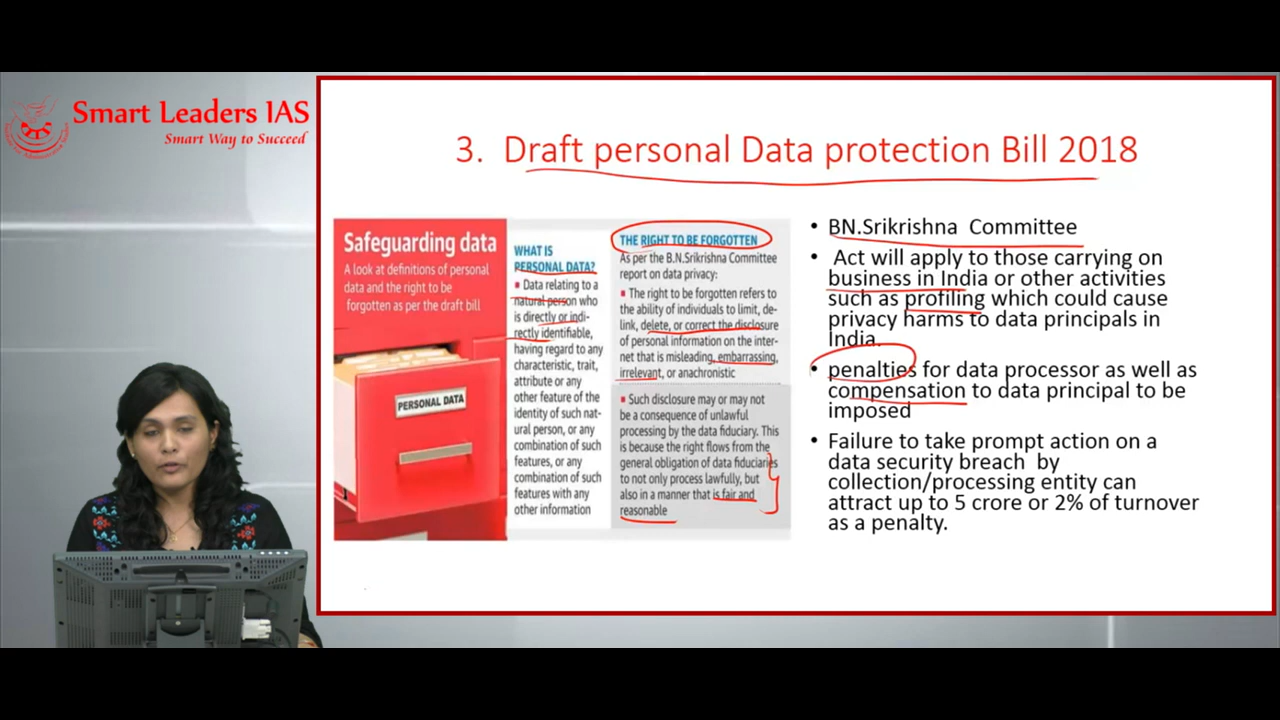 Smart Leaders IAS
Smart Way to Succeed
3. Draft personal Data protection Bill 2018
Safeguarding data
A look at definitions of personal
data and the right to be
forgotten as per the draft bill
PERSONAL DATA
WHAT IS
PERSONAL DATA?
Data relating to a
natural person who
is directly or indi-
rectly identifiable,
having regard to any
characteristic, trait,
attribute or any
other feature of the
identity of such nat-
ural person, or any
combination of such
features, or any
combination of such
features with any
other information
THE RIGHT TO BE FORGOTTEN
As per the B.N.Srikrishna Committee
report on data privacy:
The right to be forgotten refers to
the ability of individuals to limit, de-
link, delete, or correct the disclosure
of personal information on the inter-
net that is misleading, embarrassing,
irrelevant, or anachronistic
Such disclosure may or may not
be a consequence of unlawful
processing by the data fiduciary. This
is because the right flows from the
general obligation of data fiduciaries
to not only process lawfully, but
also in a manner that is fair and
reasonable
• BN.Srikrishna Committee
• Act will apply to those carrying on
business in India or other activities
such as profiling which could cause
privacy harms to data principals in
India.
• penalties for data processor as well as
compensation to data principal to be
imposed
• Failure to take prompt action on a
data security breach by
collection/processing entity can
attract up to 5 crore or 2% of turnover
as a penalty.